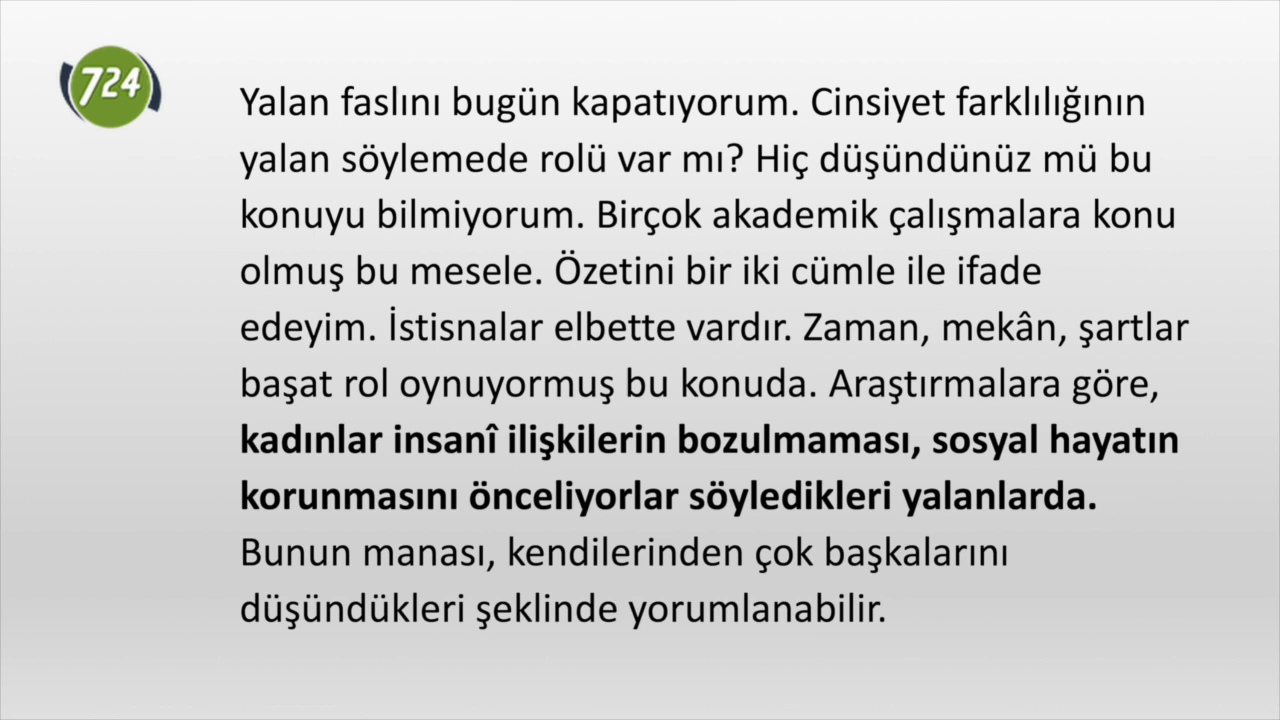 724
Yalan faslını bugün kapatıyorum. Cinsiyet farklılığının
yalan söylemede rolü var mı? Hiç düşündünüz mü bu
konuyu bilmiyorum. Birçok akademik çalışmalara konu
olmuş bu mesele. Özetini bir iki cümle ile ifade
edeyim. İstisnalar elbette vardır. Zaman, mekân, şartlar
başat rol oynuyormuş bu konuda. Araştırmalara göre,
kadınlar insanî ilişkilerin bozulmaması, sosyal hayatın
korunmasını önceliyorlar söyledikleri yalanlarda.
Bunun manası, kendilerinden çok başkalarını
düşündükleri şeklinde yorumlanabilir.